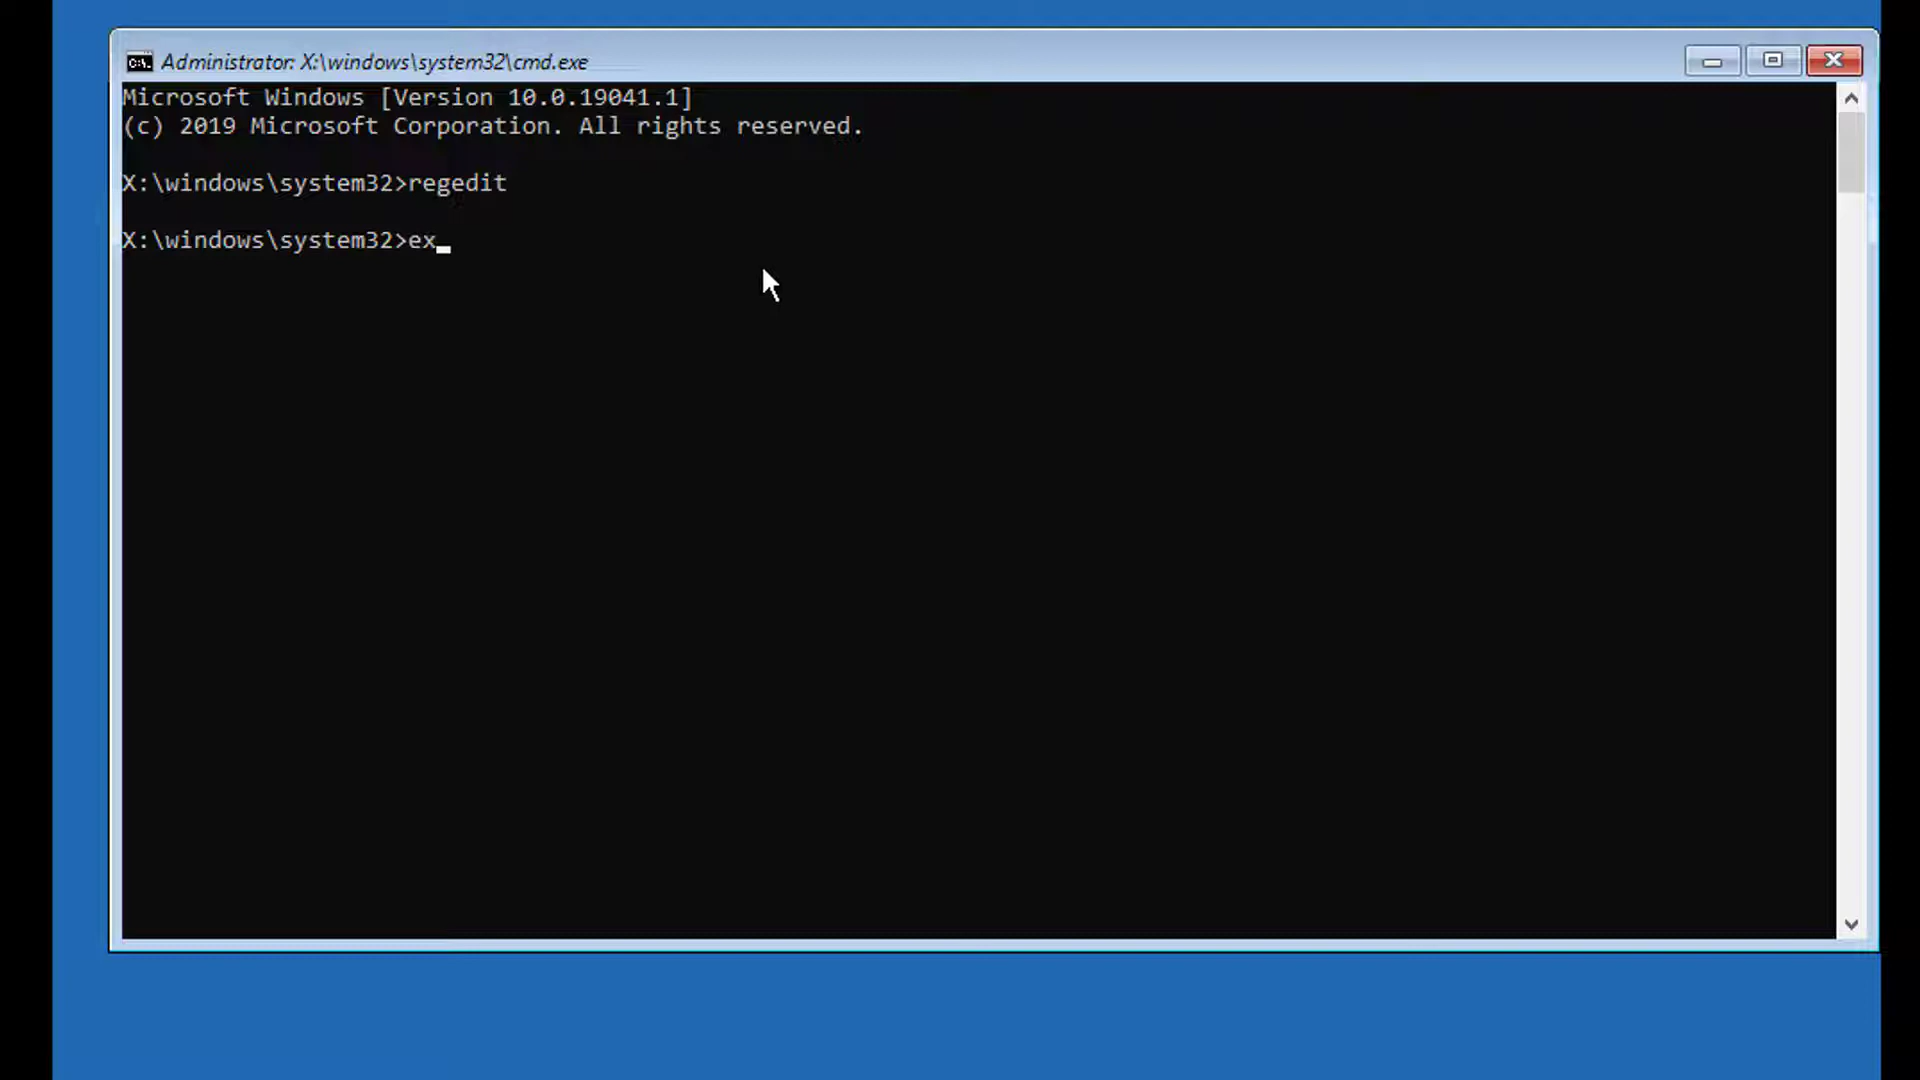 Administrator: X:\windows\system32\cmd.exe
Microsoft Windows [Version 10.0.19041.1]
(c) 2019 Microsoft Corporation. All rights reserved.
X:\windows\system32>regedit
X:\windows\system32>ex_